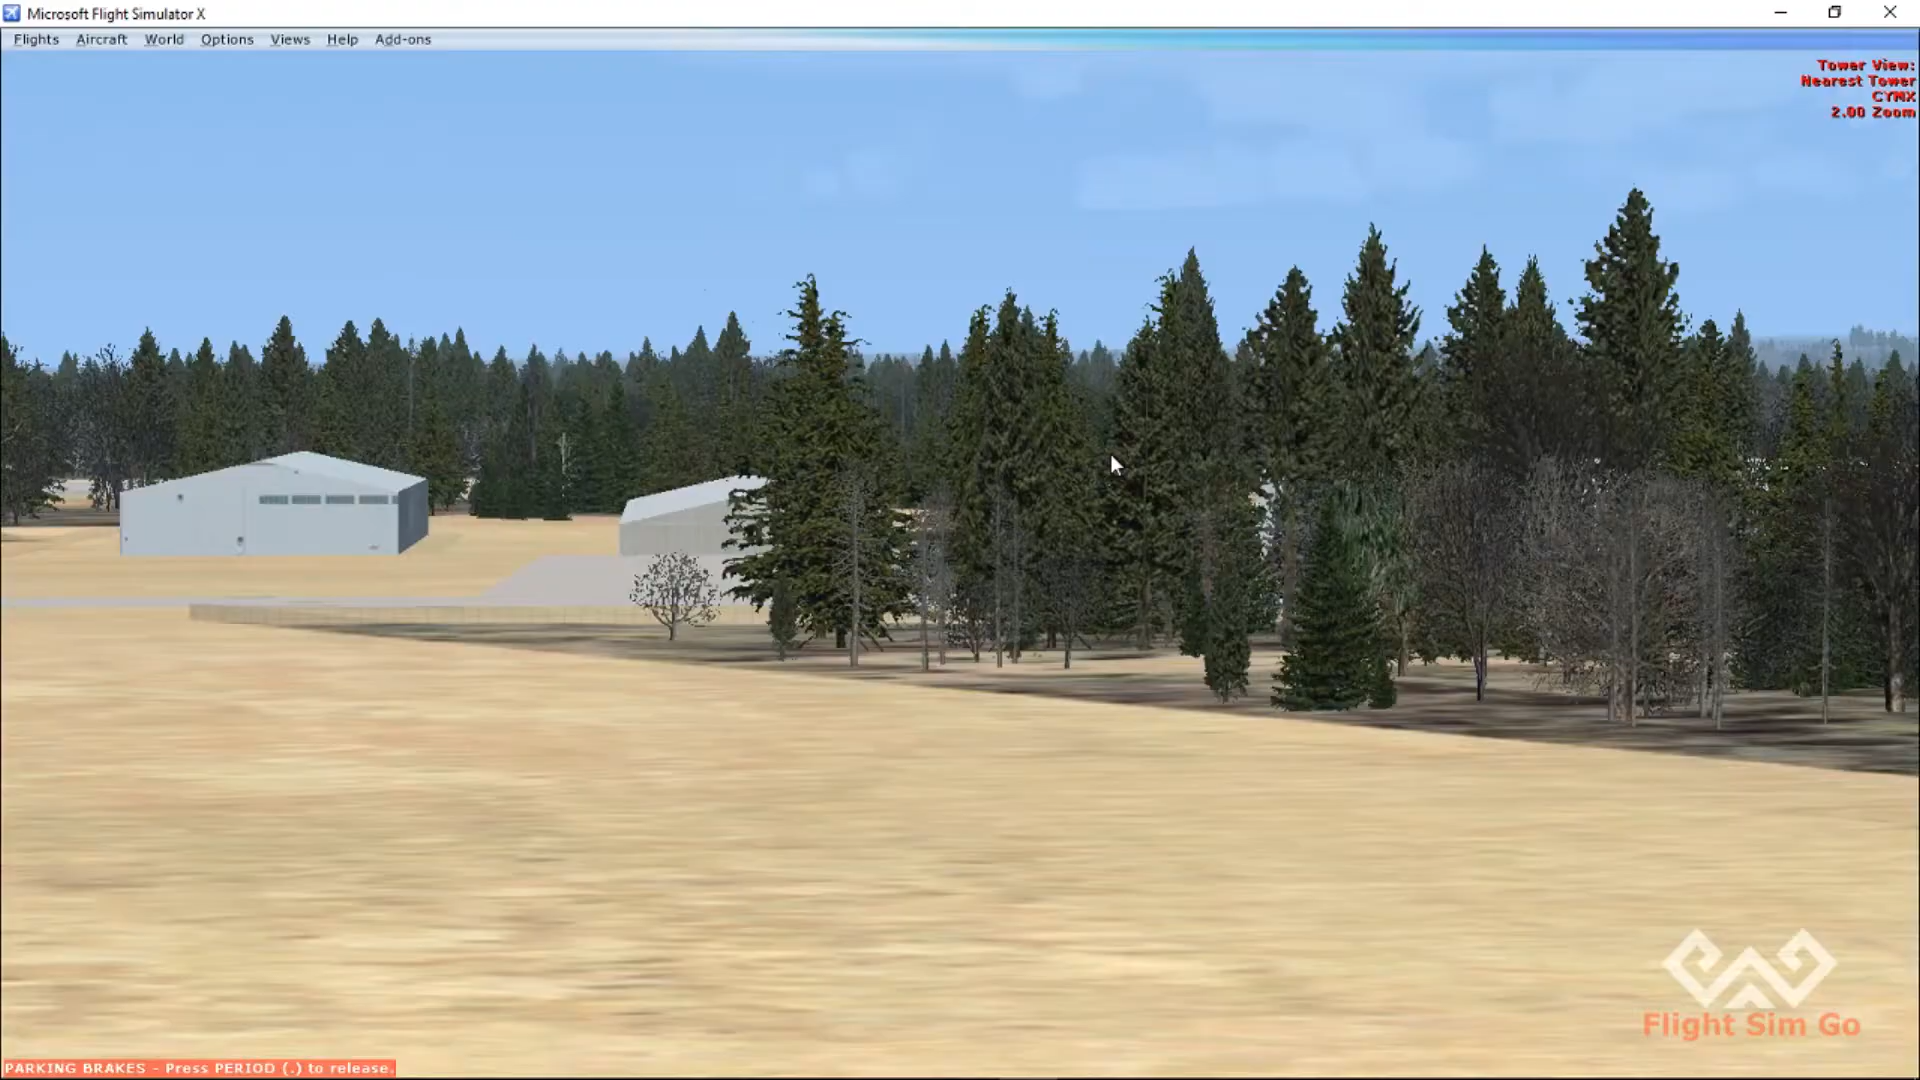 Microsoft Flight Simulator X
Flights Aircraft World Options Views Help Add-ons
Tower View:
Nearest Tower
CYMX
2.00 Zoom
Flight Sim Go
PARKING BRAKES - Press PERIOD (.) to release.